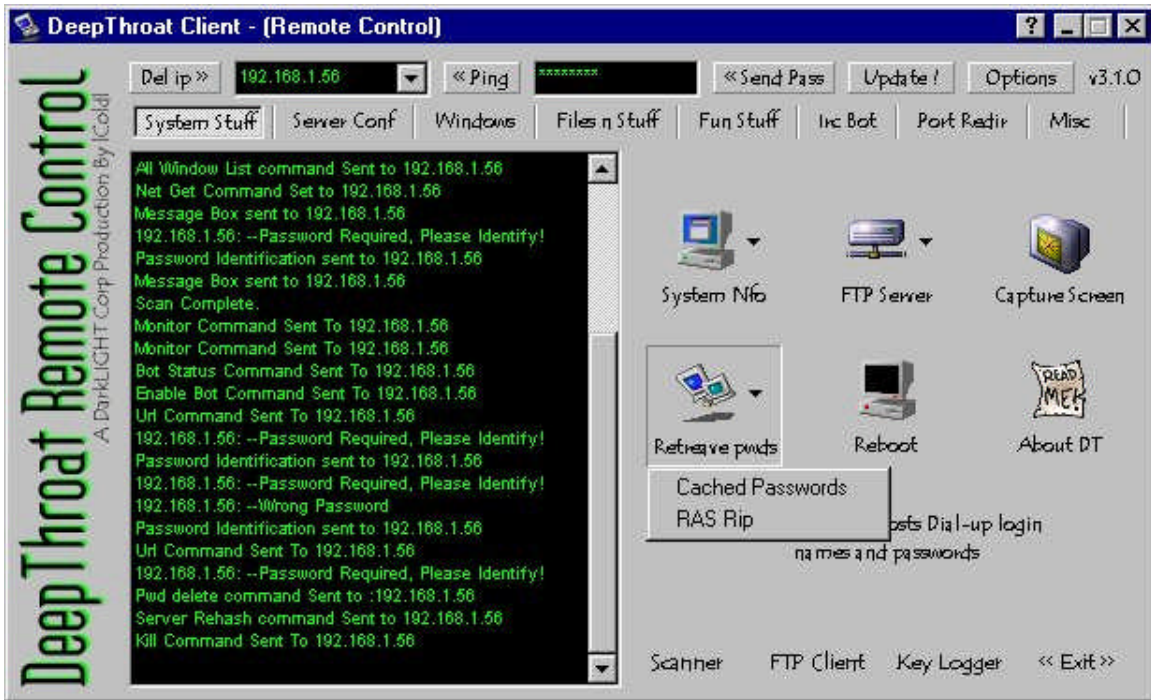 DeepThroat Client - (Remote Control)
?
Del ip »
192.168.1.56
« Ping
xxxxxxxx
« Send Pass
Update !
Options
v3.1.0
System Stuff
Server Conf
Windows
Files n Stuff
Fun Stuff
Irc Bot
Port Redir
Misc
DeepThroat Remote Control
A DarkLIGHT Corp Production By |Cold|
All Window List command Sent to 192.168.1.56
Net Get Command Set to 192.168.1.56
Message Box sent to 192.168.1.56
192.168.1.56: --Password Required, Please Identify!
Password Identification sent to 192.168.1.56
Message Box sent to 192.168.1.56
Scan Complete.
Monitor Command Sent To 192.168.1.56
Monitor Command Sent To 192.168.1.56
Bot Status Command Sent To 192.168.1.56
Enable Bot Command Sent To 192.168.1.56
Url Command Sent To 192.168.1.56
192.168.1.56: --Password Required, Please Identify!
Password Identification sent to 192.168.1.56
192.168.1.56: --Password Required, Please Identify!
192.168.1.56: --Wrong Password
Password Identification sent to 192.168.1.56
Url Command Sent To 192.168.1.56
192.168.1.56: --Password Required, Please Identify!
Pwd delete command Sent to :192.168.1.56
Server Rehash command Sent to 192.168.1.56
Kill Command Sent To 192.168.1.56
System Nfo
FTP Server
Capture Screen
Retreave pwds
Reboot
READ ME!
About DT
Cached Passwords
RAS Rip
Dial-up login
names and passwords
Scanner
FTP Client
Key Logger
« Exit »